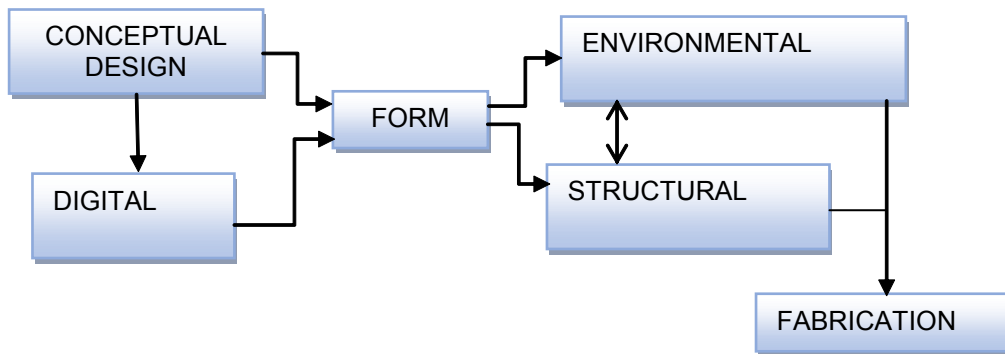 CONCEPTUAL
DESIGN
DIGITAL
FORM
ENVIRONMENTAL
STRUCTURAL
FABRICATION